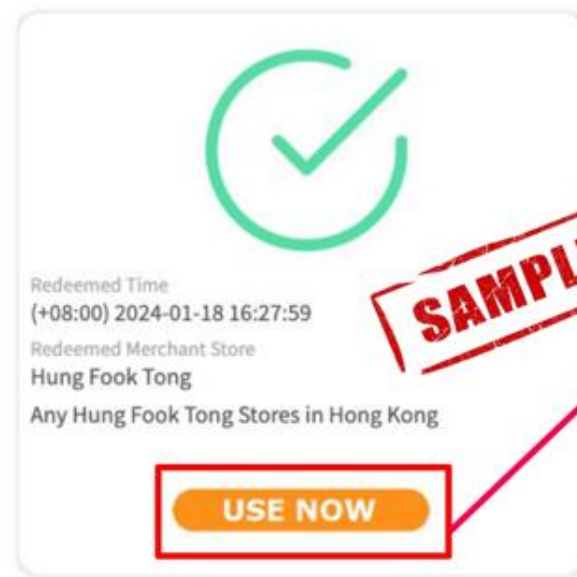 Redeemed Time
(+08:00) 2024-01-18 16:27:59
Redeemed Merchant Store
Hung Fook Tong
Any Hung Fook Tong Stores in Hong Kong
SAMPL
USE NOW